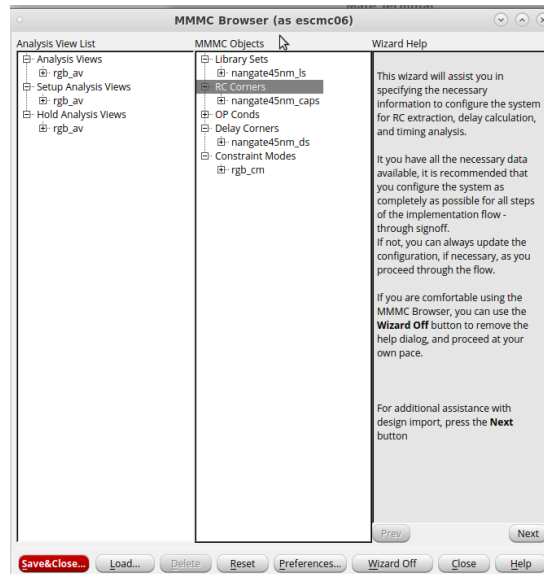 MMMC Browser (as escmc06)
Analysis View List
Analysis Views
rgb_av
Setup Analysis Views
rgb_av
Hold Analysis Views
rgb_av
MMMC Objects
Library Sets
nangate45nm_ls
RC Corners
nangate45nm_caps
OP Conds
Delay Corners
nangate45nm_ds
Constraint Modes
rgb_cm
Wizard Help
This wizard will assist you in
specifying the necessary
information to configure the system
for RC extraction, delay calculation,
and timing analysis.
It you have all the necessary data
available, it is recommended that
you configure the system as
completely as possible for all steps
of the implementation flow -
through signoff.
If not, you can always update the
configuration, if necessary, as you
proceed through the flow.
If you are comfortable using the
MMMC Browser, you can use the
Wizard Off button to remove the
help dialog, and proceed at your
own pace.
For additional assistance with
design import, press the Next
button
Prev Next
Save&Close... Load... Delete Reset Preferences... Wizard Off Close Help